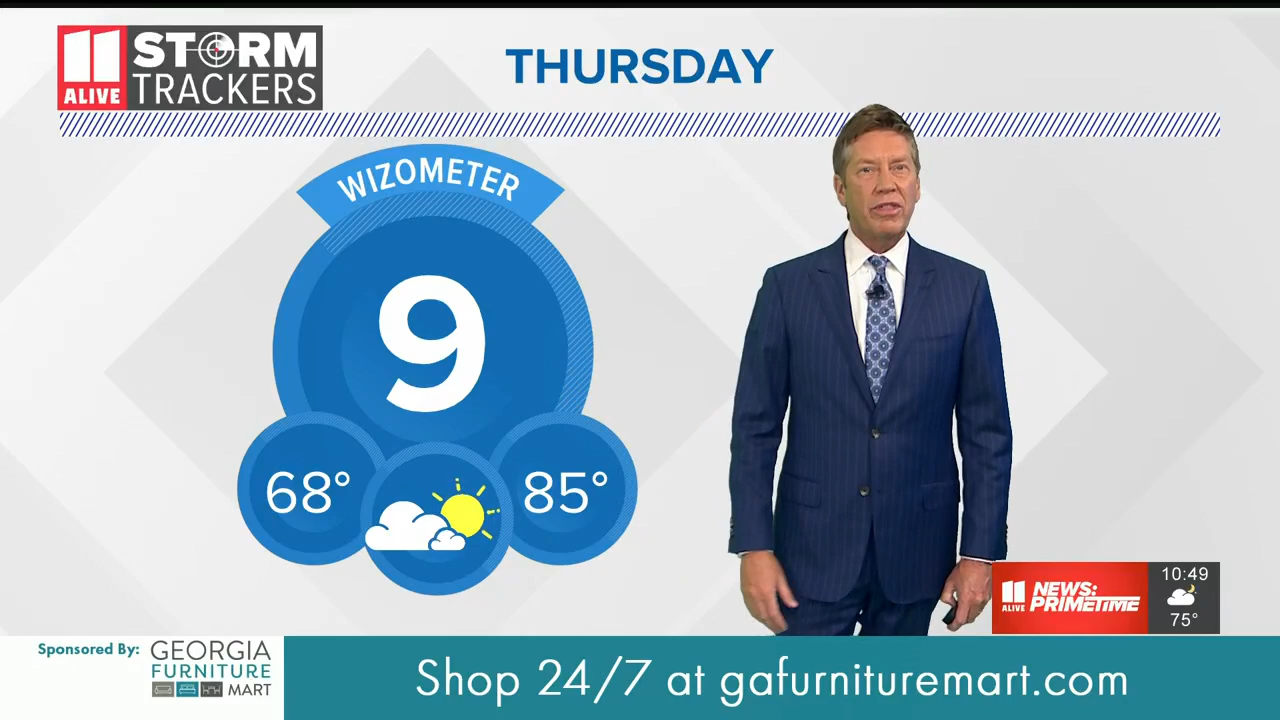 11
ALIVE
STORM
TRACKERS
THURSDAY
WIZOMETER
9
68°
85°
11
ALIVE
NEWS:
PRIMETIME
10:49
75°
Sponsored By:
GEORGIA
FURNITURE
MART
Shop 24/7 at gafurnituremart.com